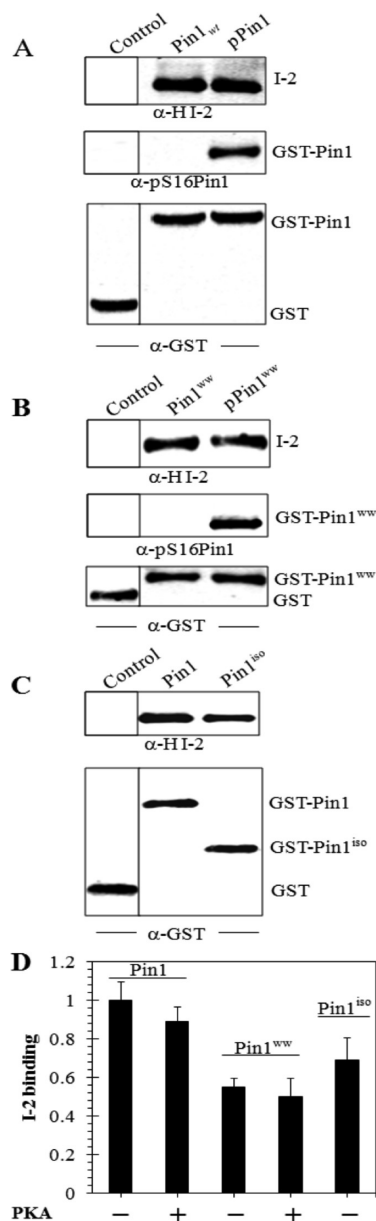 A
Control Pin1wt pPin1
I-2
α-HI-2
GST-Pin1
α-pS16Pin1
GST-Pin1
GST
α-GST
B
Control Pin1ww pPin1ww
I-2
α-HI-2
GST-Pin1ww
α-pS16Pin1
GST-Pin1ww
GST
α-GST
C
Control Pin1 Pin1iso
α-HI-2
GST-Pin1
GST-Pin1iso
GST
α-GST
D
1.2
1
0.8
0.6
0.4
0.2
0
I-2 binding
Pin1
Pin1ww
Pin1iso
PKA − + − + −